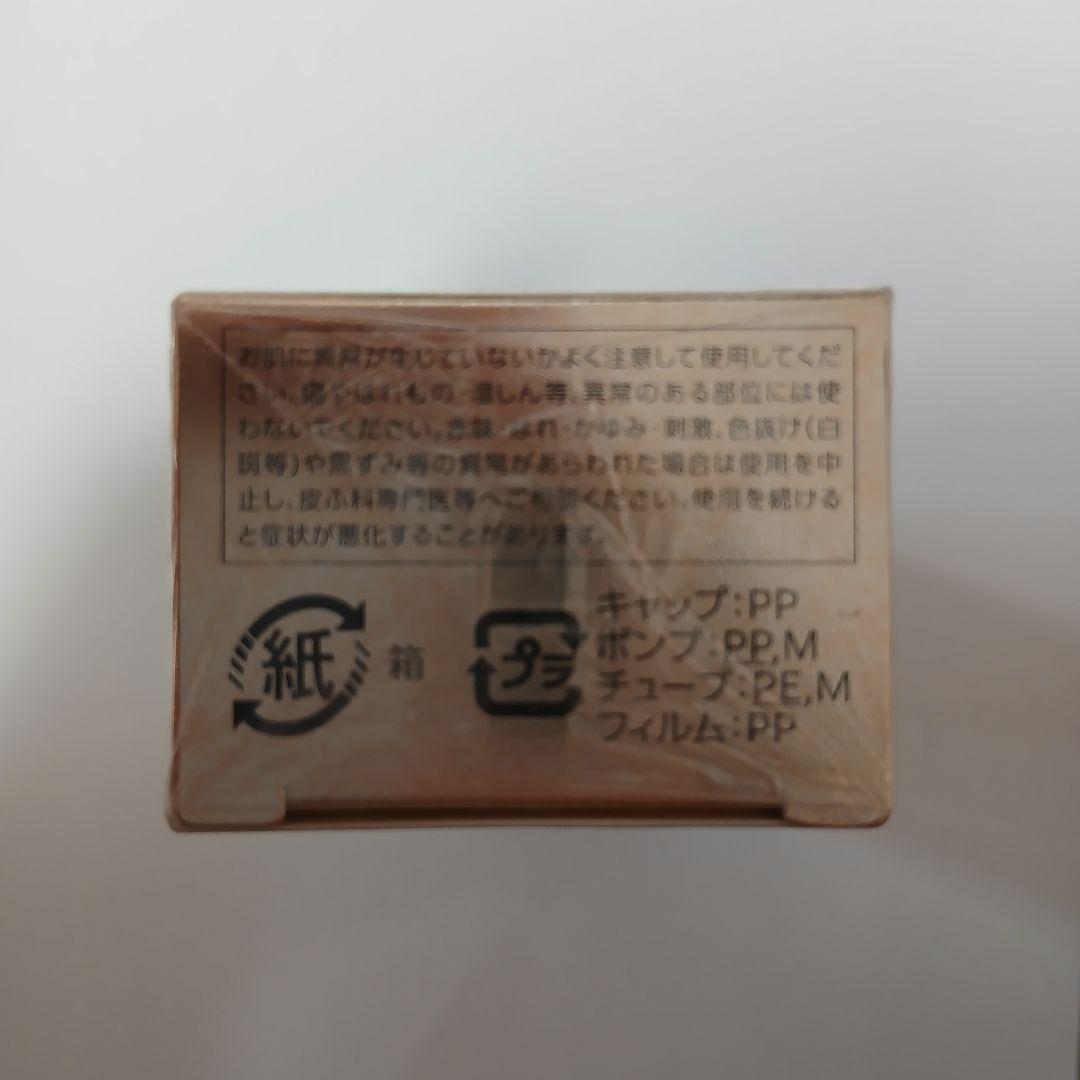 お肌に異常が生じていないかよく注意して使用してくだ
さい。傷やはれもの・湿しん等、異常のある部位には使
わないでください。赤味・はれ・かゆみ・刺激、色抜け(白
斑等)や黒ずみ等の異常があらわれた場合は使用を中
止し、皮ふ科専門医等へご相談ください。使用を続ける
と症状が悪化することがあります。
紙 箱
プラ
キャップ:PP
ポンプ:PP,M
チューブ:PE,M
フィルム:PP